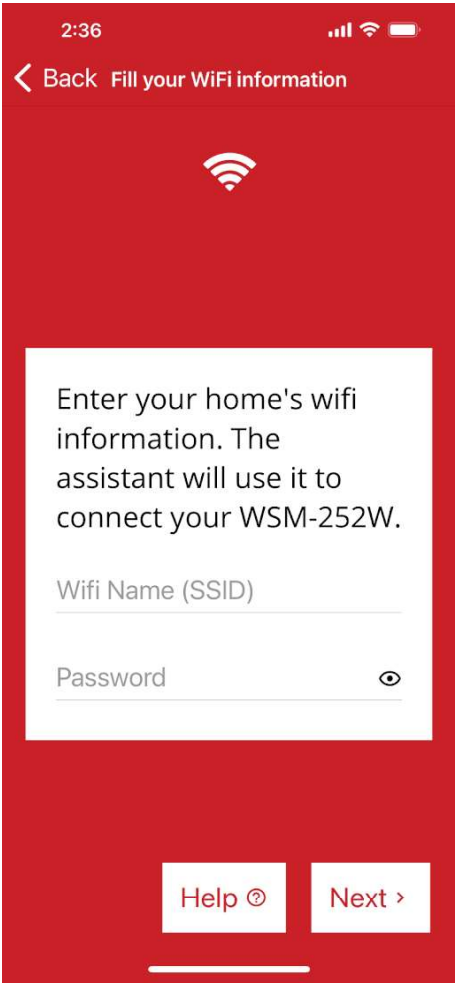 2:36
Back Fill your WiFi information
Enter your home's wifi
information. The
assistant will use it to
connect your WSM-252W.
Wifi Name (SSID)
Password
Help
Next